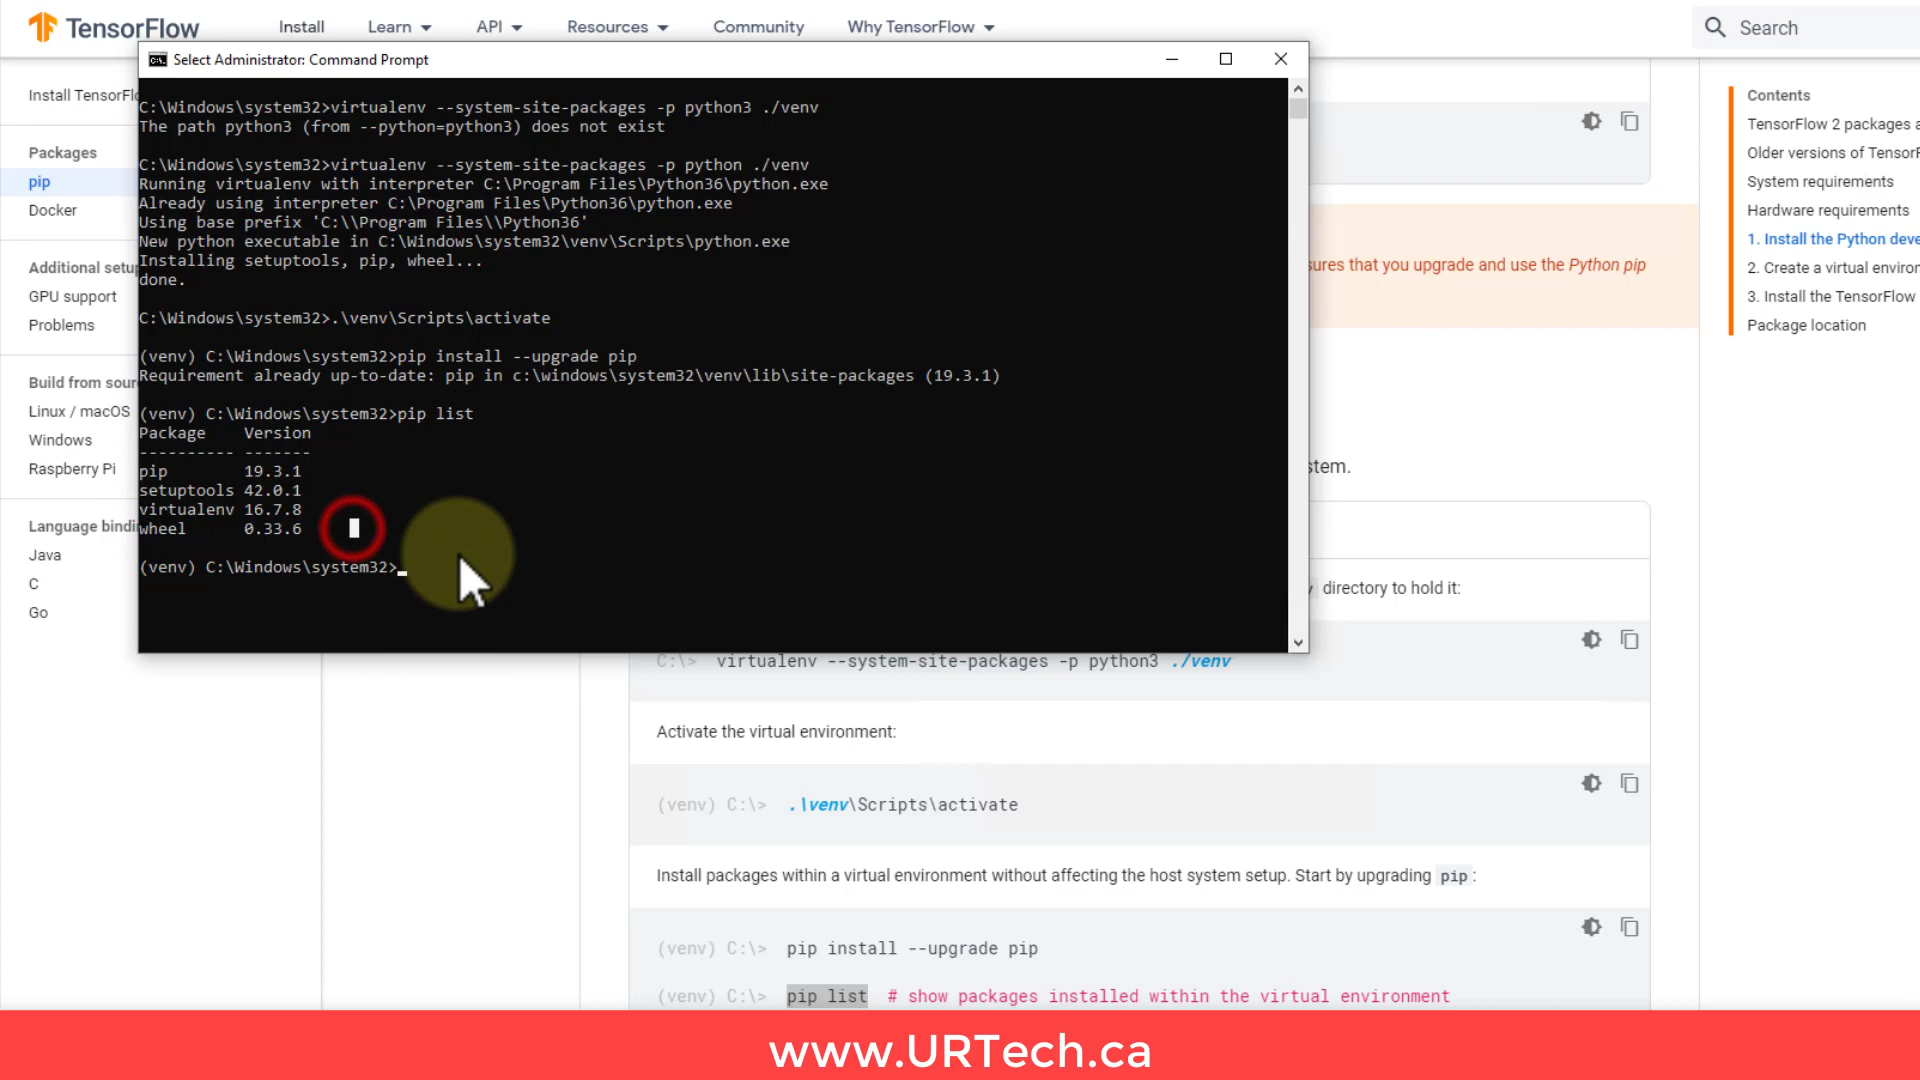 TensorFlow
Install
Learn
API
Resources
Community
Why TensorFlow
Search
Select Administrator: Command Prompt
C:\Windows\system32>virtualenv --system-site-packages -p python3 ./venv
The path python3 (from --python=python3) does not exist
C:\Windows\system32>virtualenv --system-site-packages -p python ./venv
Running virtualenv with interpreter C:\Program Files\Python36\python.exe
Already using interpreter C:\Program Files\Python36\python.exe
Using base prefix 'C:\\Program Files\\Python36'
New python executable in C:\Windows\system32\venv\Scripts\python.exe
Installing setuptools, pip, wheel...
done.
C:\Windows\system32>.\venv\Scripts\activate
(venv) C:\Windows\system32>pip install --upgrade pip
Requirement already up-to-date: pip in c:\windows\system32\venv\lib\site-packages (19.3.1)
(venv) C:\Windows\system32>pip list
Package    Version
---------- -------
pip        19.3.1
setuptools 42.0.1
virtualenv 16.7.8
wheel      0.33.6
(venv) C:\Windows\system32>
Install TensorFlo
Packages
pip
Docker
Additional setu
GPU support
Problems
Build from sour
Linux / macOS
Windows
Raspberry Pi
Language bindi
Java
C
Go
sures that you upgrade and use the Python pip
stem.
directory to hold it:
C:\> virtualenv --system-site-packages -p python3 ./venv
Activate the virtual environment:
(venv) C:\> .\venv\Scripts\activate
Install packages within a virtual environment without affecting the host system setup. Start by upgrading pip:
(venv) C:\> pip install --upgrade pip
(venv) C:\> pip list # show packages installed within the virtual environment
Contents
TensorFlow 2 packages a
Older versions of TensorF
System requirements
Hardware requirements
1. Install the Python deve
2. Create a virtual environ
3. Install the TensorFlow
Package location
www.URTech.ca